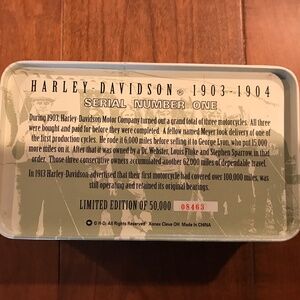 HARLEY-DAVIDSON ® 1903-1904
SERIAL NUMBER ONE
During 1903, Harley-Davidson Motor Company turned out a grand total of three motorcycles. All three
were bought and paid for before they were completed. A fellow named Meyer took delivery of one of
the first production cycles. He rode it 6,000 miles before selling it to George Lyon, who put 15,000
more miles on it. After that it was owned by a Dr. Webster, Louis Fluke and Stephen Sparrow, in that
order. Those three consecutive owners accumulated another 62,000 miles of dependable travel.
In 1913 Harley-Davidson advertised that their first motorcycle had covered over 100,000 miles, was
still operating and retained its original bearings.
LIMITED EDITION OF 50,000 08463
© H-D; All Rights Reserved Xonex Cleve OH Made In CHINA